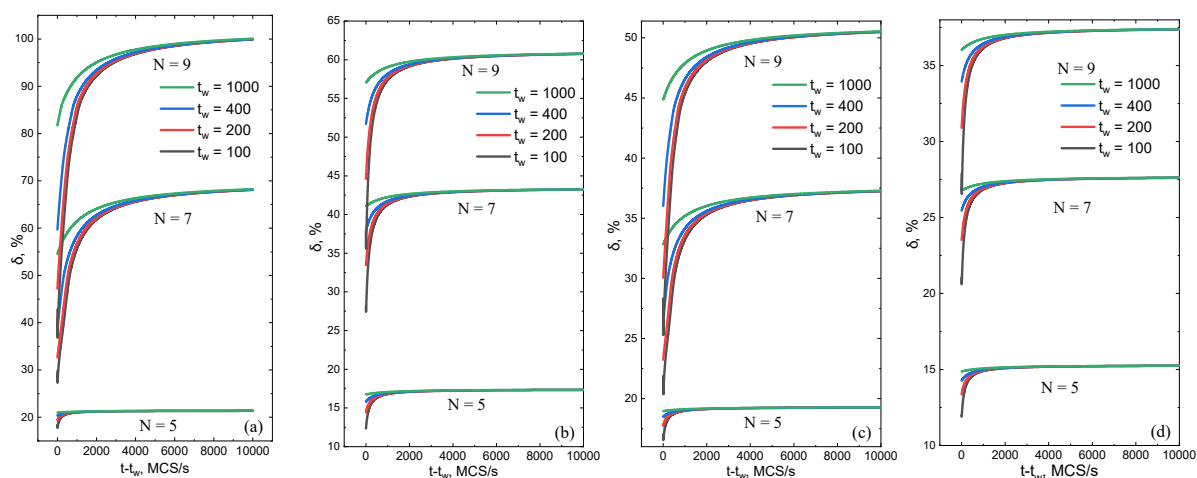 100
90
80
70
60
50
40
30
20
δ, %
N = 9
t_w = 1000
t_w = 400
t_w = 200
t_w = 100
N = 7
N = 5
(a)
0 2000 4000 6000 8000 10000
t-t_w, MCS/s
65
60
55
50
45
40
35
30
25
20
15
10
δ, %
N = 9
t_w = 1000
t_w = 400
t_w = 200
t_w = 100
N = 7
N = 5
(b)
0 2000 4000 6000 8000 10000
t-t_w, MCS/s
50
45
40
35
30
25
20
δ, %
N = 9
t_w = 1000
t_w = 400
t_w = 200
t_w = 100
N = 7
N = 5
(c)
0 2000 4000 6000 8000 10000
t-t_w, MCS/s
35
30
25
20
15
10
δ, %
N = 9
t_w = 1000
t_w = 400
t_w = 200
t_w = 100
N = 7
N = 5
(d)
0 2000 4000 6000 8000 10000
t-t_w, MCS/s